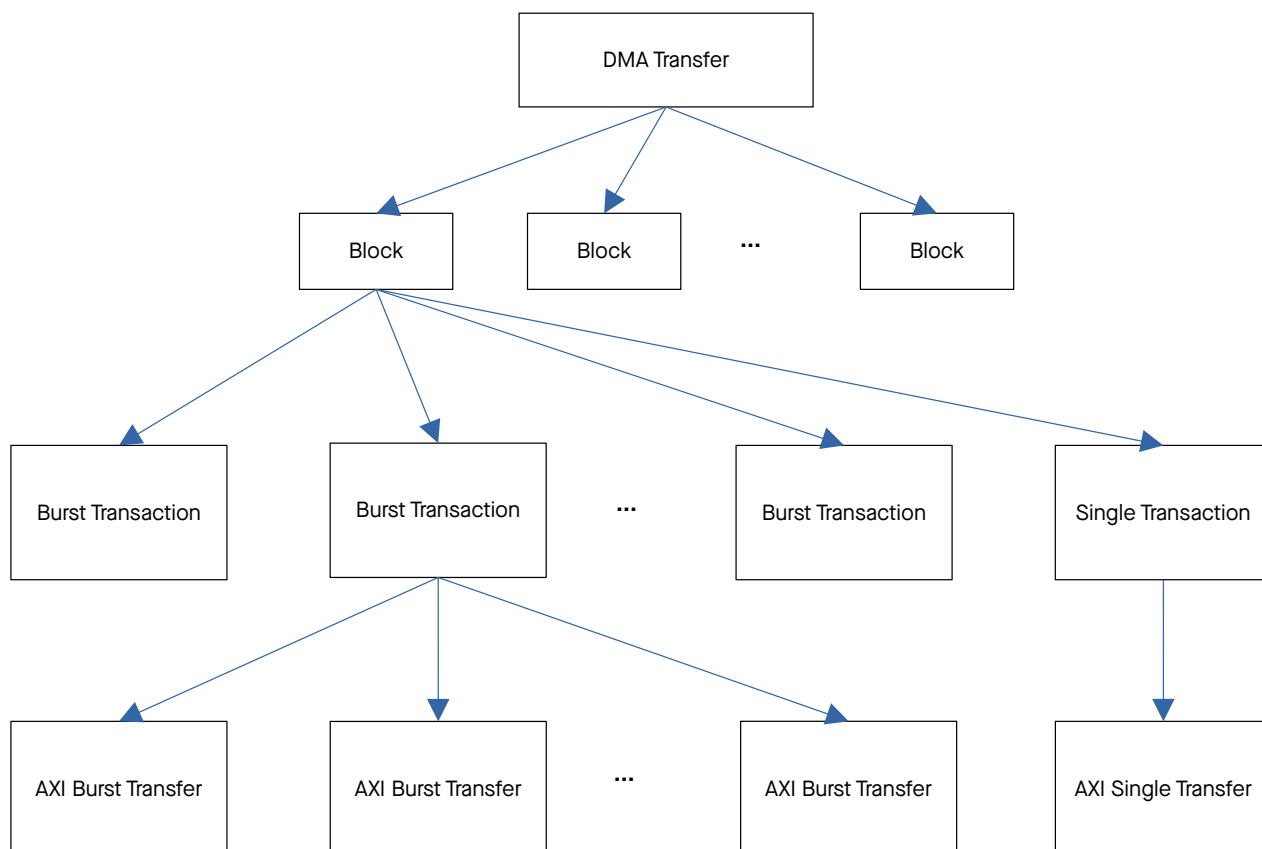 DMA Transfer
Block
Block
...
Block
Burst Transaction
Burst Transaction
...
Burst Transaction
Single Transaction
AXI Burst Transfer
AXI Burst Transfer
...
AXI Burst Transfer
AXI Single Transfer